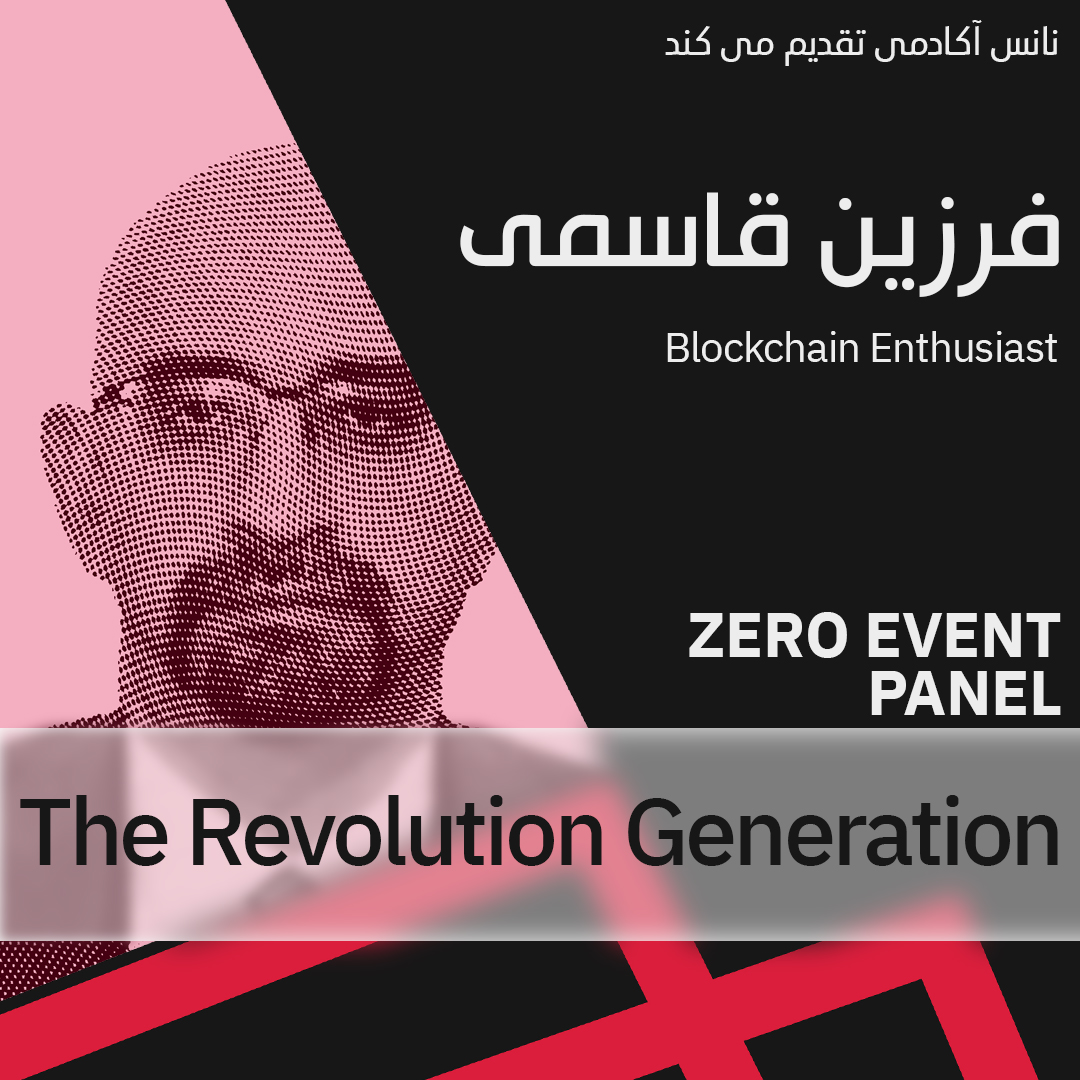 نانس آکادمی تقدیم می کند
فرزین قاسمی
Blockchain Enthusiast
ZERO EVENT
PANEL
The Revolution Generation